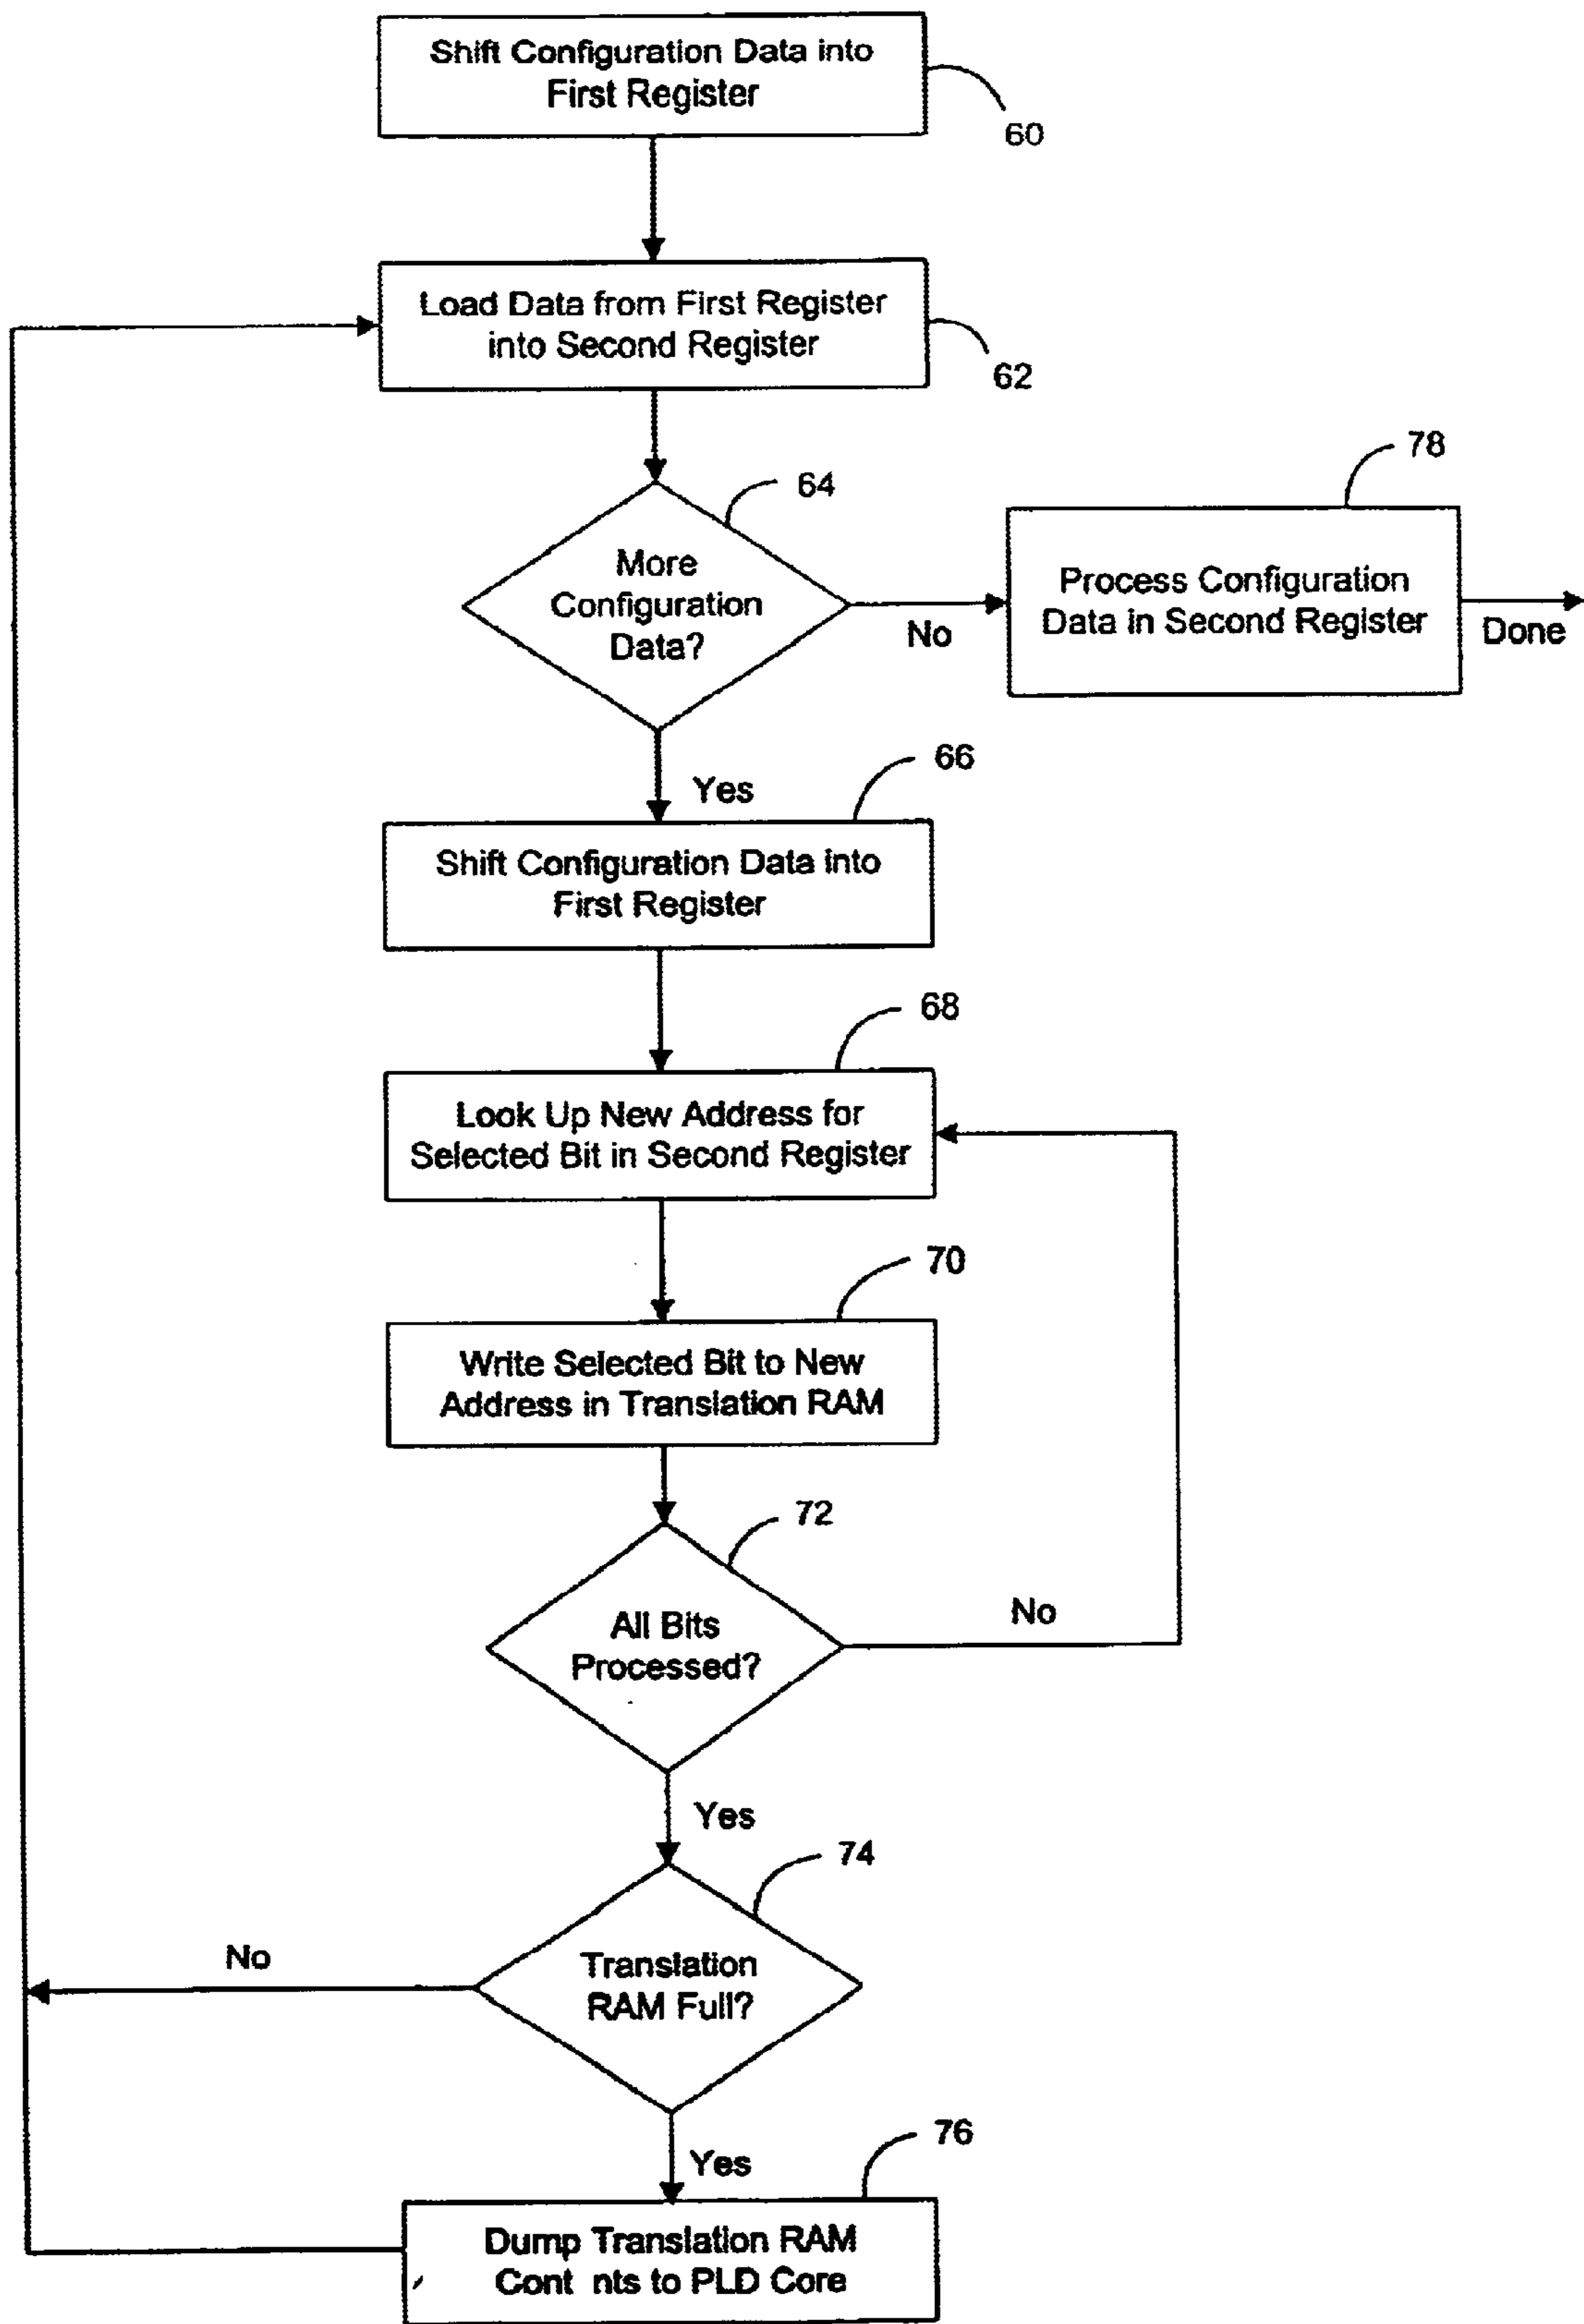 Shift Configuration Data into
First Register
60
Load Data from First Register
into Second Register
62
64
More
Configuration
Data?
No
78
Process Configuration
Data in Second Register
Done
Yes
66
Shift Configuration Data into
First Register
68
Look Up New Address for
Selected Bit in Second Register
70
Write Selected Bit to New
Address in Translation RAM
72
All Bits
Processed?
No
Yes
74
Translation
RAM Full?
No
Yes
76
Dump Translation RAM
Cont nts to PLD Core